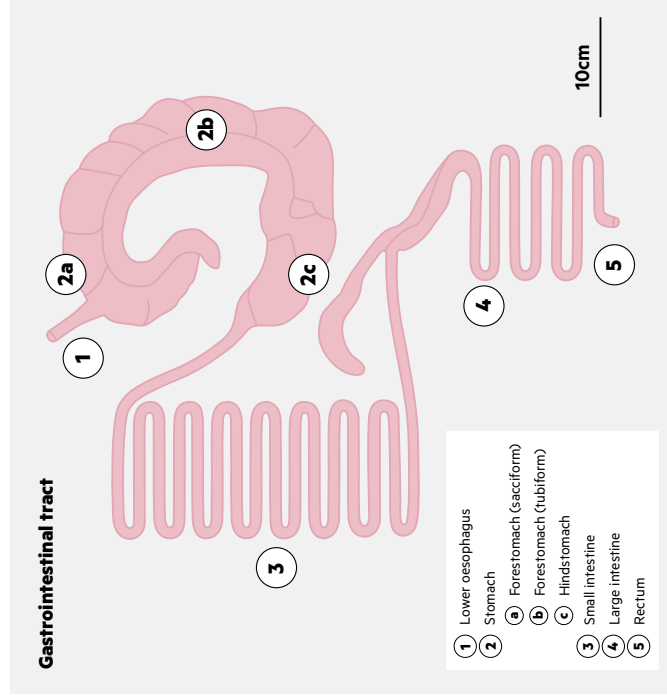 Gastrointestinal tract
1
2a
2b
2c
3
4
5
10cm
1 Lower oesophagus
2 Stomach
a Forestomach (sacciform)
b Forestomach (tubiform)
c Hindstomach
3 Small intestine
4 Large intestine
5 Rectum